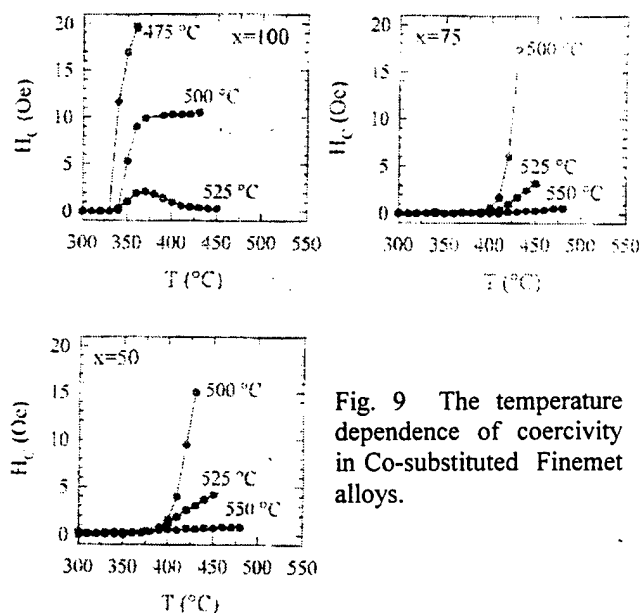 20
15
10
5
0
H_C (Oe)
475 °C
x=100
500 °C
525 °C
300 350 400 450 500 550
T (°C)
20
15
10
5
0
H_C (Oe)
x=75
500 °C
525 °C
550 °C
300 350 400 450 500 550
T (°C)
20
15
10
5
0
H_C (Oe)
x=50
500 °C
525 °C
550 °C
300 350 400 450 500 550
T (°C)
Fig. 9 The temperature
dependence of coercivity
in Co-substituted Finemet
alloys.